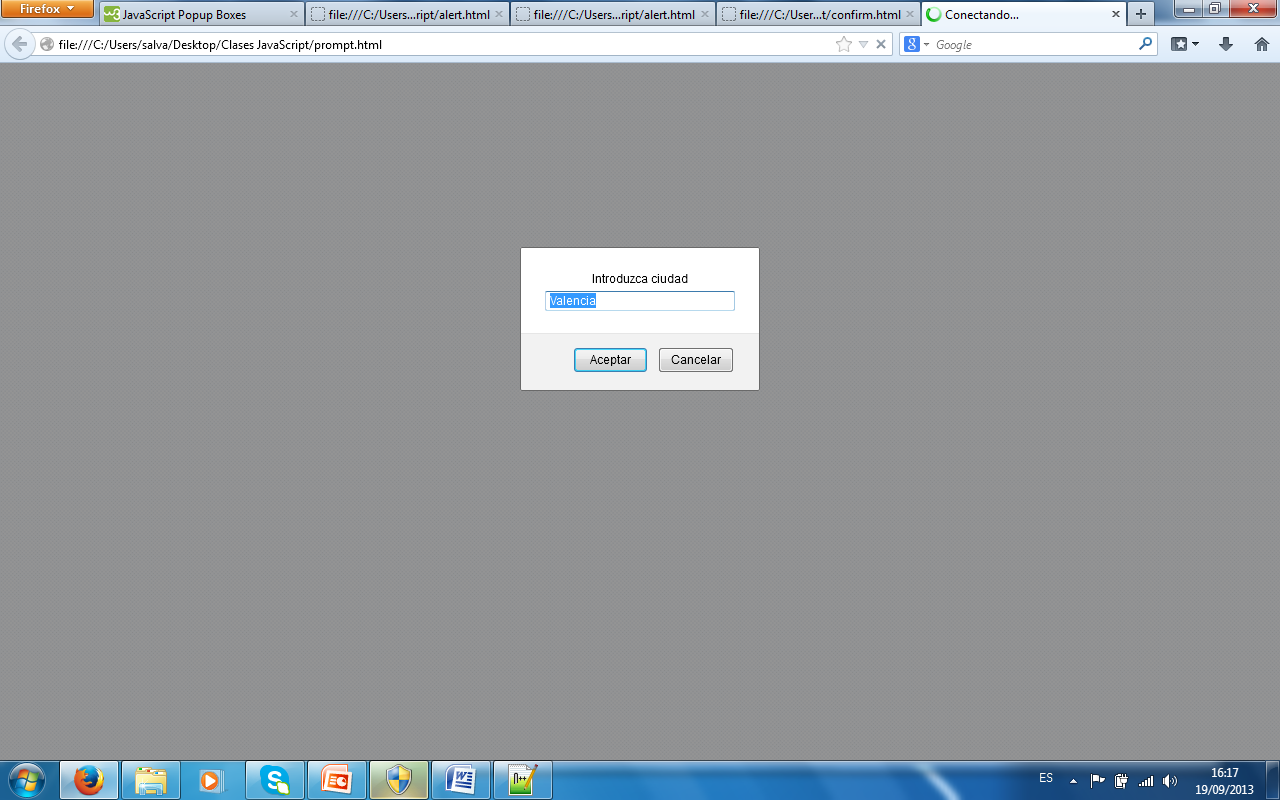 Firefox
w3 JavaScript Popup Boxes
file:///C:/Users...ript/alert.html
file:///C:/Users...ript/alert.html
file:///C:/User...t/confirm.html
Conectando...
file:///C:/Users/salva/Desktop/Clases JavaScript/prompt.html
8 Google
Introduzca ciudad
Valencia
Aceptar
Cancelar
ES
16:17
19/09/2013